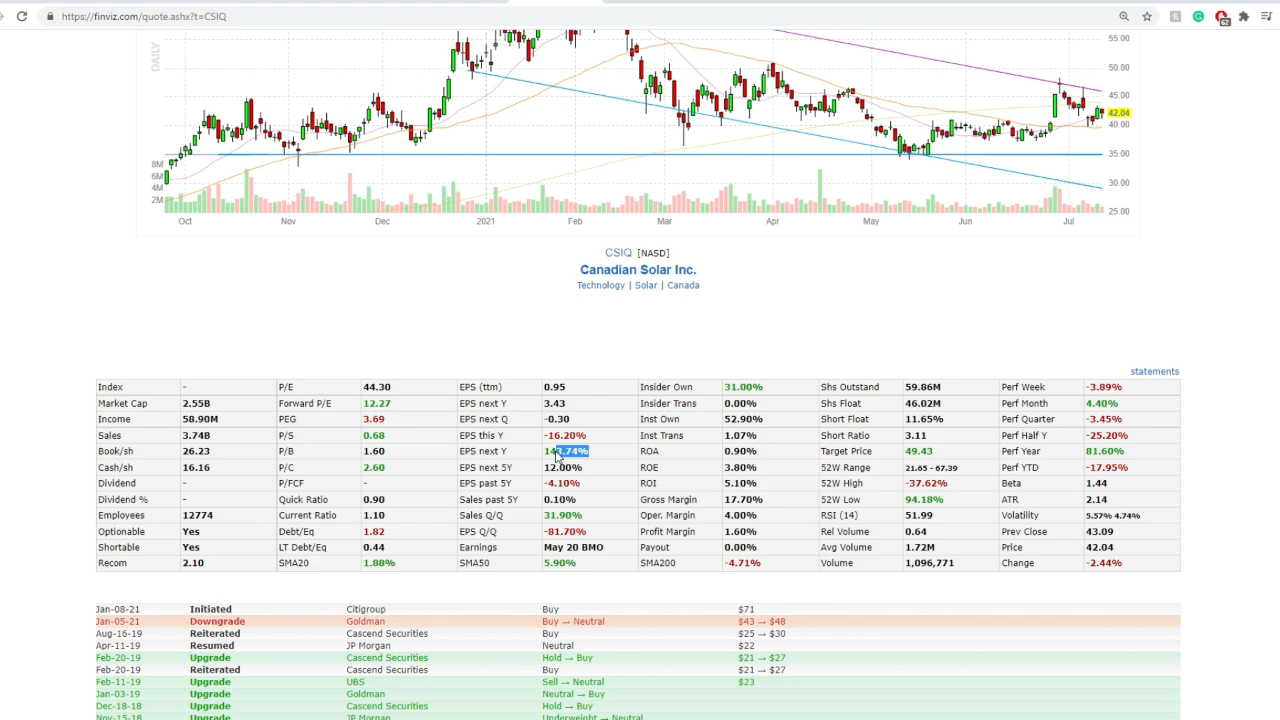 https://finviz.com/quote.ashx?t=CSIQ
62
DAILY
55.00
50.00
45.00
42.04
40.00
35.00
30.00
25.00
8M
6M
4M
2M
Oct Nov Dec 2021 Feb Mar Apr May Jun Jul
CSIQ [NASD]
Canadian Solar Inc.
Technology | Solar | Canada
statements
Index - P/E 44.30 EPS (ttm) 0.95 Insider Own 31.00% Shs Outstand 59.86M Perf Week -3.89%
Market Cap 2.55B Forward P/E 12.27 EPS next Y 3.43 Insider Trans 0.00% Shs Float 46.02M Perf Month 4.40%
Income 58.90M PEG 3.69 EPS next Q -0.30 Inst Own 52.90% Short Float 11.65% Perf Quarter -3.45%
Sales 3.74B P/S 0.68 EPS this Y -16.20% Inst Trans 1.07% Short Ratio 3.11 Perf Half Y -25.20%
Book/sh 26.23 P/B 1.60 EPS next Y ROA 0.90% Target Price 49.43 Perf Year 81.60%
Cash/sh 16.16 P/C 2.60 EPS next 5Y 12.00% ROE 3.80% 52W Range 21.65 - 67.39 Perf YTD -17.95%
Dividend - P/FCF - EPS past 5Y -4.10% ROI 5.10% 52W High -37.62% Beta 1.44
Dividend % - Quick Ratio 0.90 Sales past 5Y 0.10% Gross Margin 17.70% 52W Low 94.18% ATR 2.14
Employees 12774 Current Ratio 1.10 Sales Q/Q 31.90% Oper. Margin 4.00% RSI (14) 51.99 Volatility 5.57% 4.74%
Optionable Yes Debt/Eq 1.82 EPS Q/Q -81.70% Profit Margin 1.60% Rel Volume 0.64 Prev Close 43.09
Shortable Yes LT Debt/Eq 0.44 Earnings May 20 BMO Payout 0.00% Avg Volume 1.72M Price 42.04
Recom 2.10 SMA20 1.88% SMA50 5.90% SMA200 -4.71% Volume 1,096,771 Change -2.44%
Jan-08-21 Initiated Citigroup Buy $71
Jan-05-21 Downgrade Goldman Buy → Neutral $43 → $48
Aug-16-19 Reiterated Cascend Securities Buy $25 → $30
Apr-11-19 Resumed JP Morgan Neutral $22
Feb-20-19 Upgrade Cascend Securities Hold → Buy $21 → $27
Feb-20-19 Reiterated Cascend Securities Buy $21 → $27
Feb-11-19 Upgrade UBS Sell → Neutral $23
Jan-03-19 Upgrade Goldman Neutral → Buy
Dec-18-18 Upgrade Cascend Securities Hold → Buy
Nov-15-18 Upgrade JP Morgan Underweight → Neutral